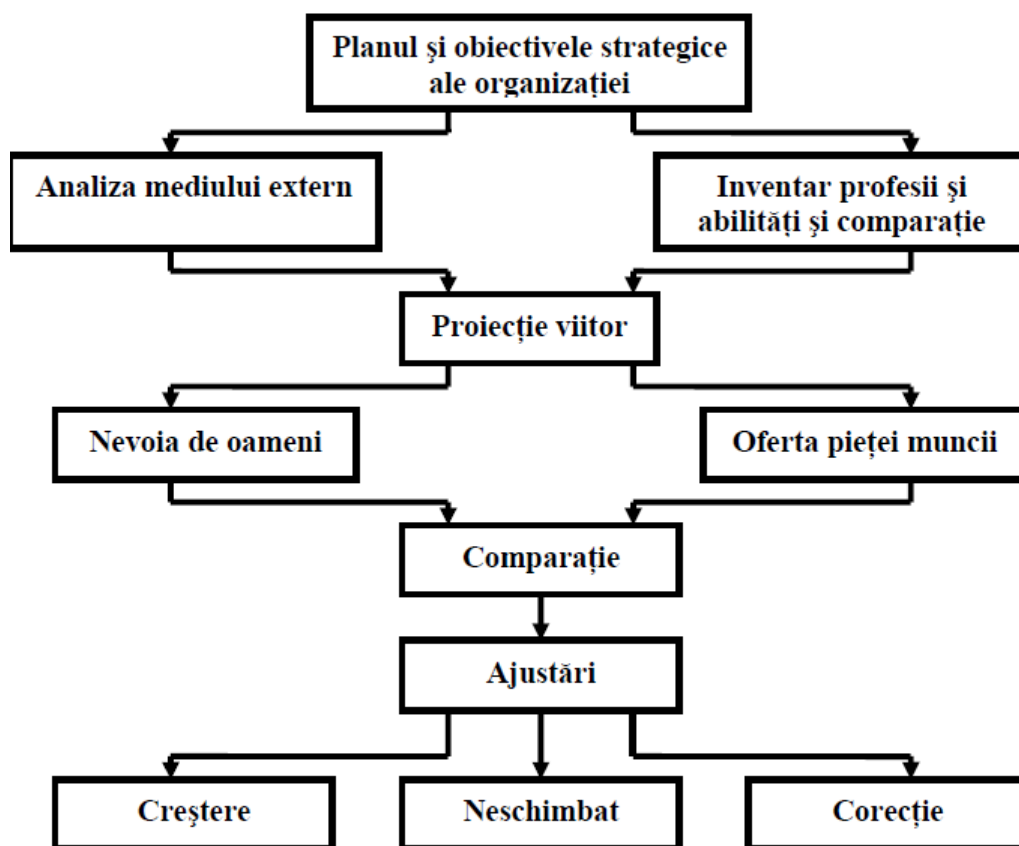 Planul şi obiectivele strategice
ale organizației
Analiza mediului extern
Inventar profesii şi
abilități şi comparație
Proiecție viitor
Nevoia de oameni
Oferta pieței muncii
Comparație
Ajustări
Creştere
Neschimbat
Corecție